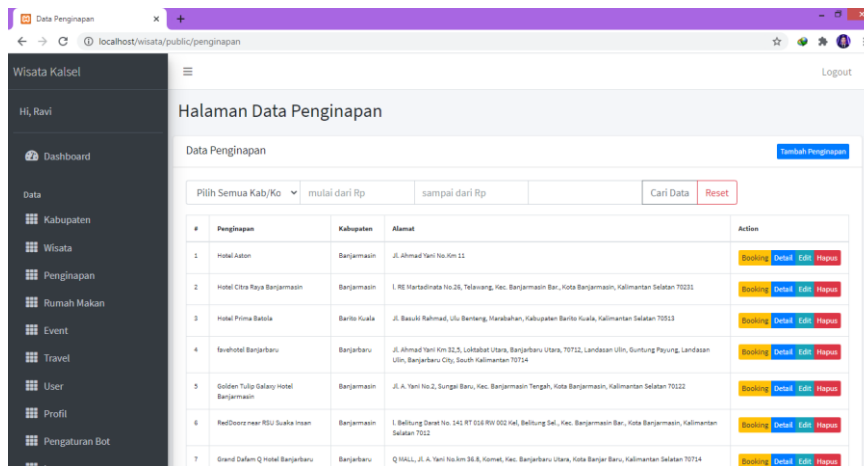 Data Penginapan
localhost/wisata/public/penginapan
Wisata Kalsel
Logout
Hi, Ravi
Halaman Data Penginapan
Dashboard
Data Penginapan
Tambah Penginapan
Data
Pilih Semua Kab/Ko mulai dari Rp sampai dari Rp Cari Data Reset
Kabupaten
Wisata
Penginapan
Rumah Makan
Event
Travel
User
Profil
Pengaturan Bot
# Penginapan Kabupaten Alamat Action
1 Hotel Aston Banjarmasin Jl. Ahmad Yani No.Km 11 Booking Detail Edit Hapus
2 Hotel Citra Raya Banjarmasin Banjarmasin l. RE Martadinata No.26, Telawang, Kec. Banjarmasin Bar., Kota Banjarmasin, Kalimantan Selatan 70231 Booking Detail Edit Hapus
3 Hotel Prima Batola Barito Kuala Jl. Basuki Rahmad, Ulu Benteng, Marabahan, Kabupaten Barito Kuala, Kalimantan Selatan 70513 Booking Detail Edit Hapus
4 favehotel Banjarbaru Banjarbaru Jl. Ahmad Yani Km 32,5, Loktabat Utara, Banjarbaru Utara, 70712, Landasan Ulin, Guntung Payung, Landasan
Ulin, Banjarbaru City, South Kalimantan 70714 Booking Detail Edit Hapus
5 Golden Tulip Galaxy Hotel
Banjarmasin Banjarmasin Jl. A. Yani No.2, Sungai Baru, Kec. Banjarmasin Tengah, Kota Banjarmasin, Kalimantan Selatan 70122 Booking Detail Edit Hapus
6 RedDoorz near RSU Suaka Insan Banjarmasin l. Belitung Darat No. 141 RT 016 RW 002 Kel, Belitung Sel., Kec. Banjarmasin Bar., Kota Banjarmasin, Kalimantan
Selatan 7012 Booking Detail Edit Hapus
7 Grand Dafam Q Hotel Banjarbaru Banjarbaru Q MALL, Jl. A. Yani No.km 36.8, Komet, Kec. Banjarbaru Utara, Kota Banjar Baru, Kalimantan Selatan 70714 Booking Detail Edit Hapus